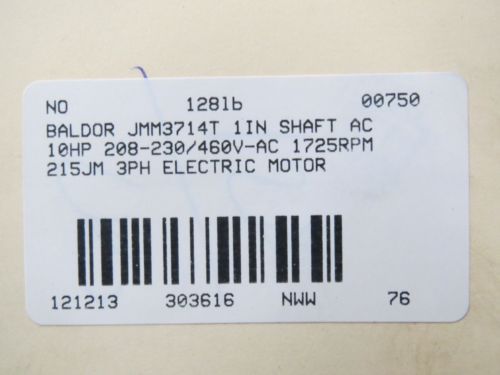 NO 1281b 00750
BALDOR JMM3714T 1IN SHAFT AC
10HP 208-230/460V-AC 1725RPM
215JM 3PH ELECTRIC MOTOR
121213 303616 NWW 76